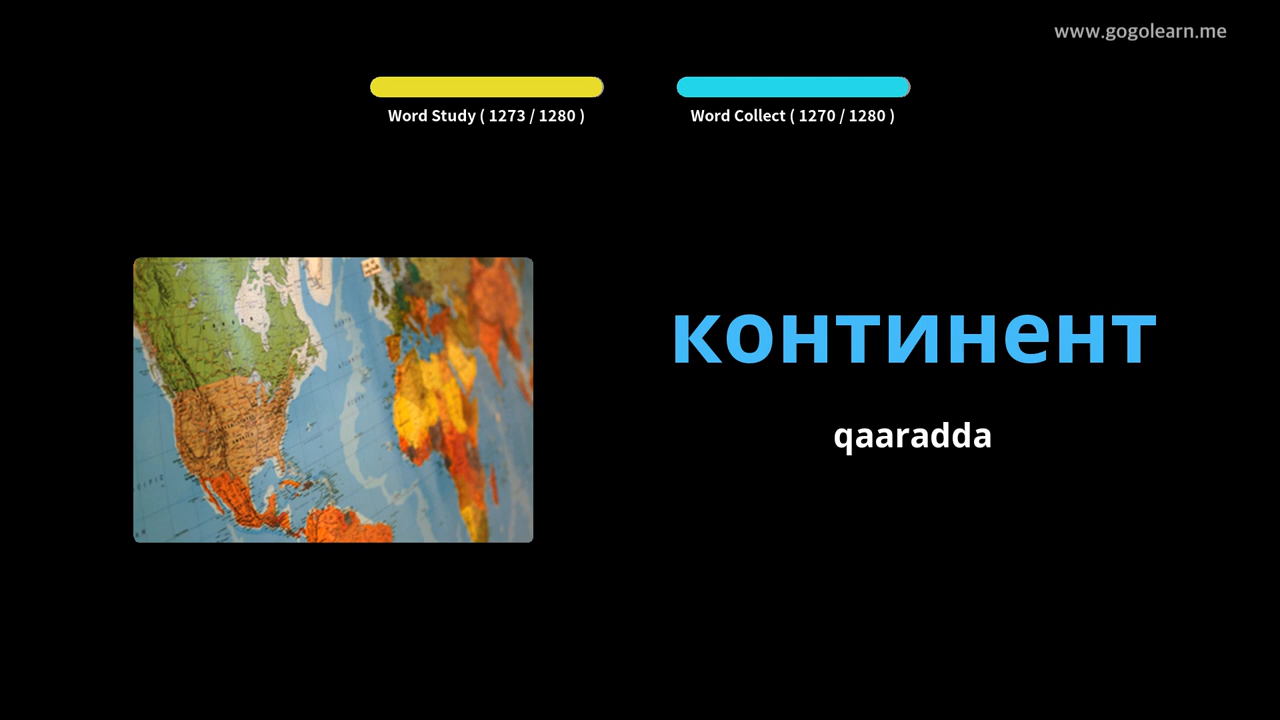 www.gogolearn.me
Word Study ( 1273 / 1280 )
Word Collect ( 1270 / 1280 )
континент
qaaradda